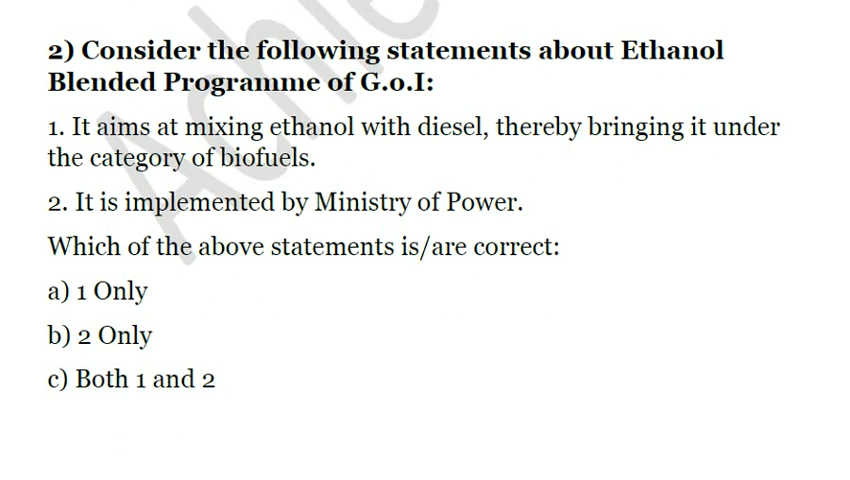 2) Consider the following statements about Ethanol
Blended Programme of G.o.I:
1. It aims at mixing ethanol with diesel, thereby bringing it under
the category of biofuels.
2. It is implemented by Ministry of Power.
Which of the above statements is/are correct:
a) 1 Only
b) 2 Only
c) Both 1 and 2
Achie